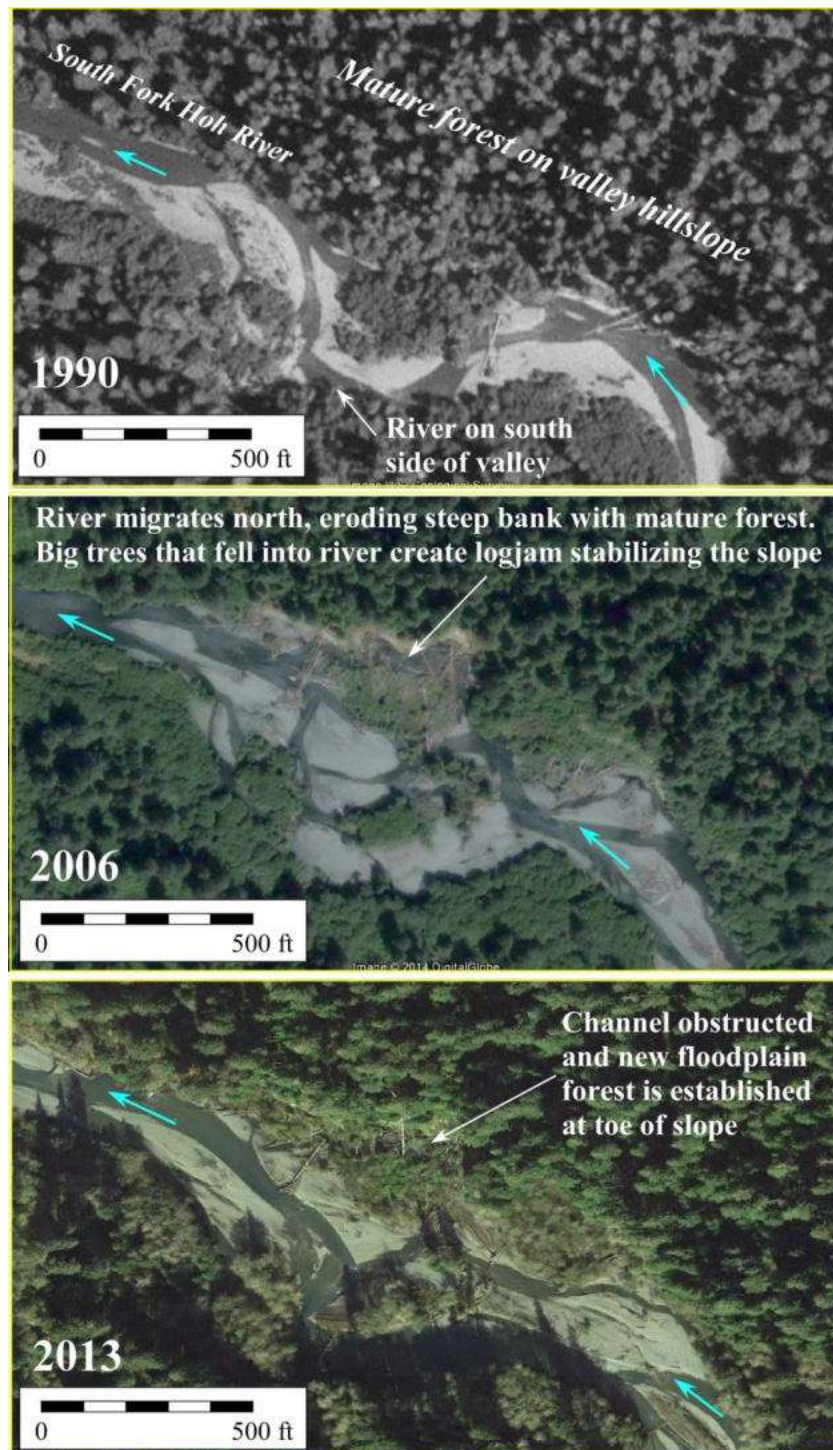 South Fork Hoh River
Mature forest on valley hillslope
1990
River on south
side of valley
0 500 ft
River migrates north, eroding steep bank with mature forest.
Big trees that fell into river create logjam stabilizing the slope
2006
0 500 ft
Image © 2014 DigitalGlobe
Channel obstructed
and new floodplain
forest is established
at toe of slope
2013
0 500 ft